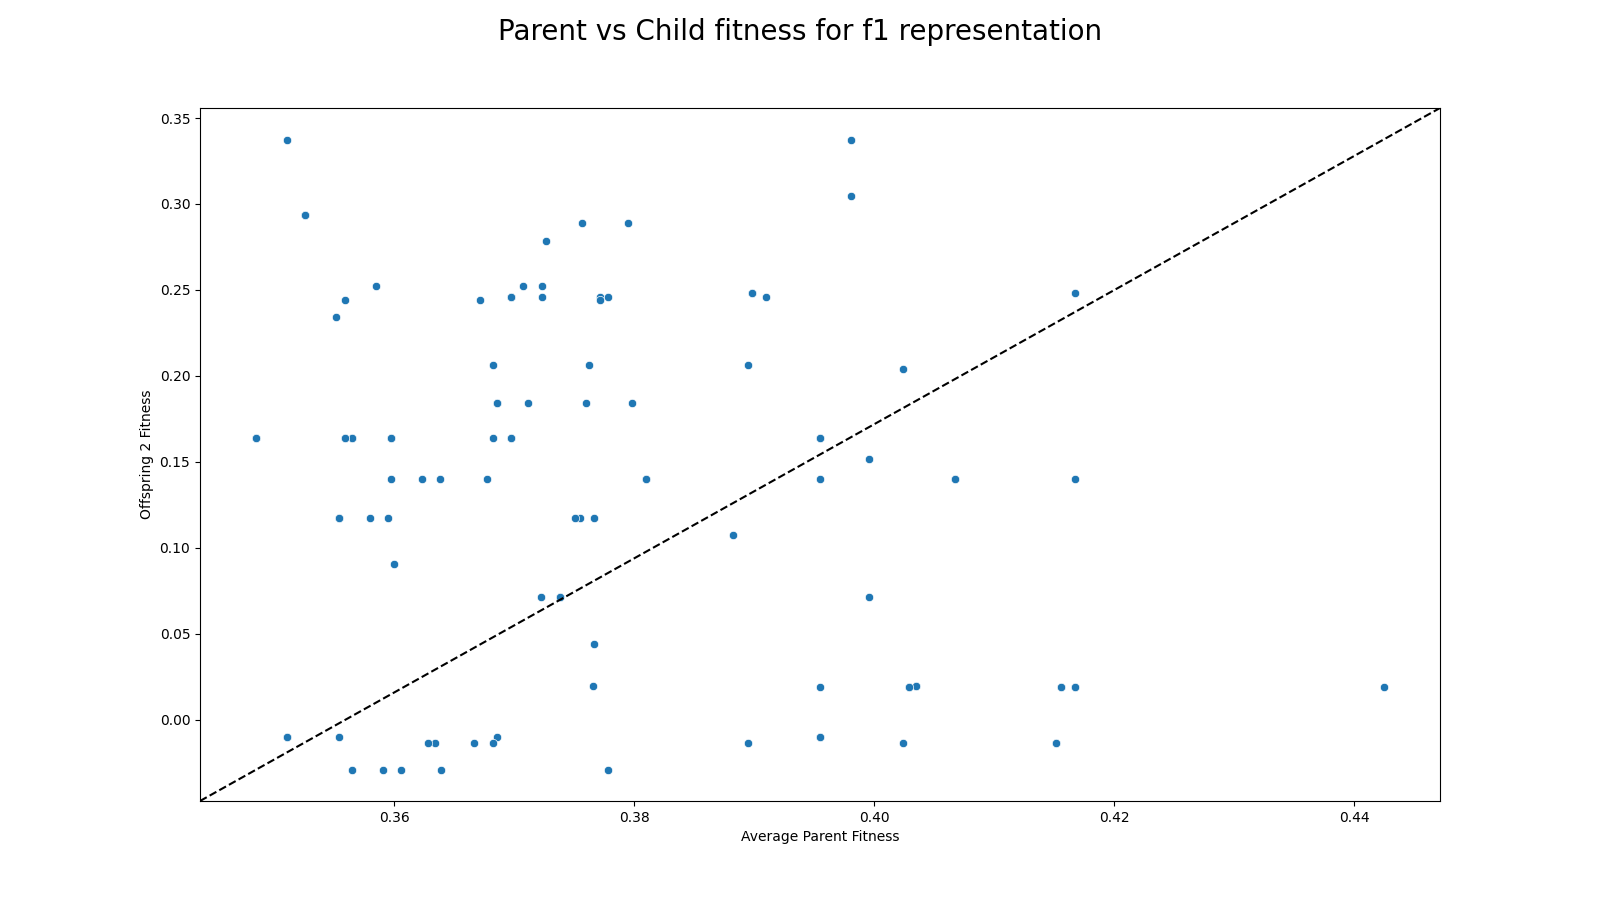 Parent vs Child fitness for f1 representation
0.35
0.30
0.25
0.20
0.15
0.10
0.05
0.00
Offspring 2 Fitness
0.36 0.38 0.40 0.42 0.44
Average Parent Fitness